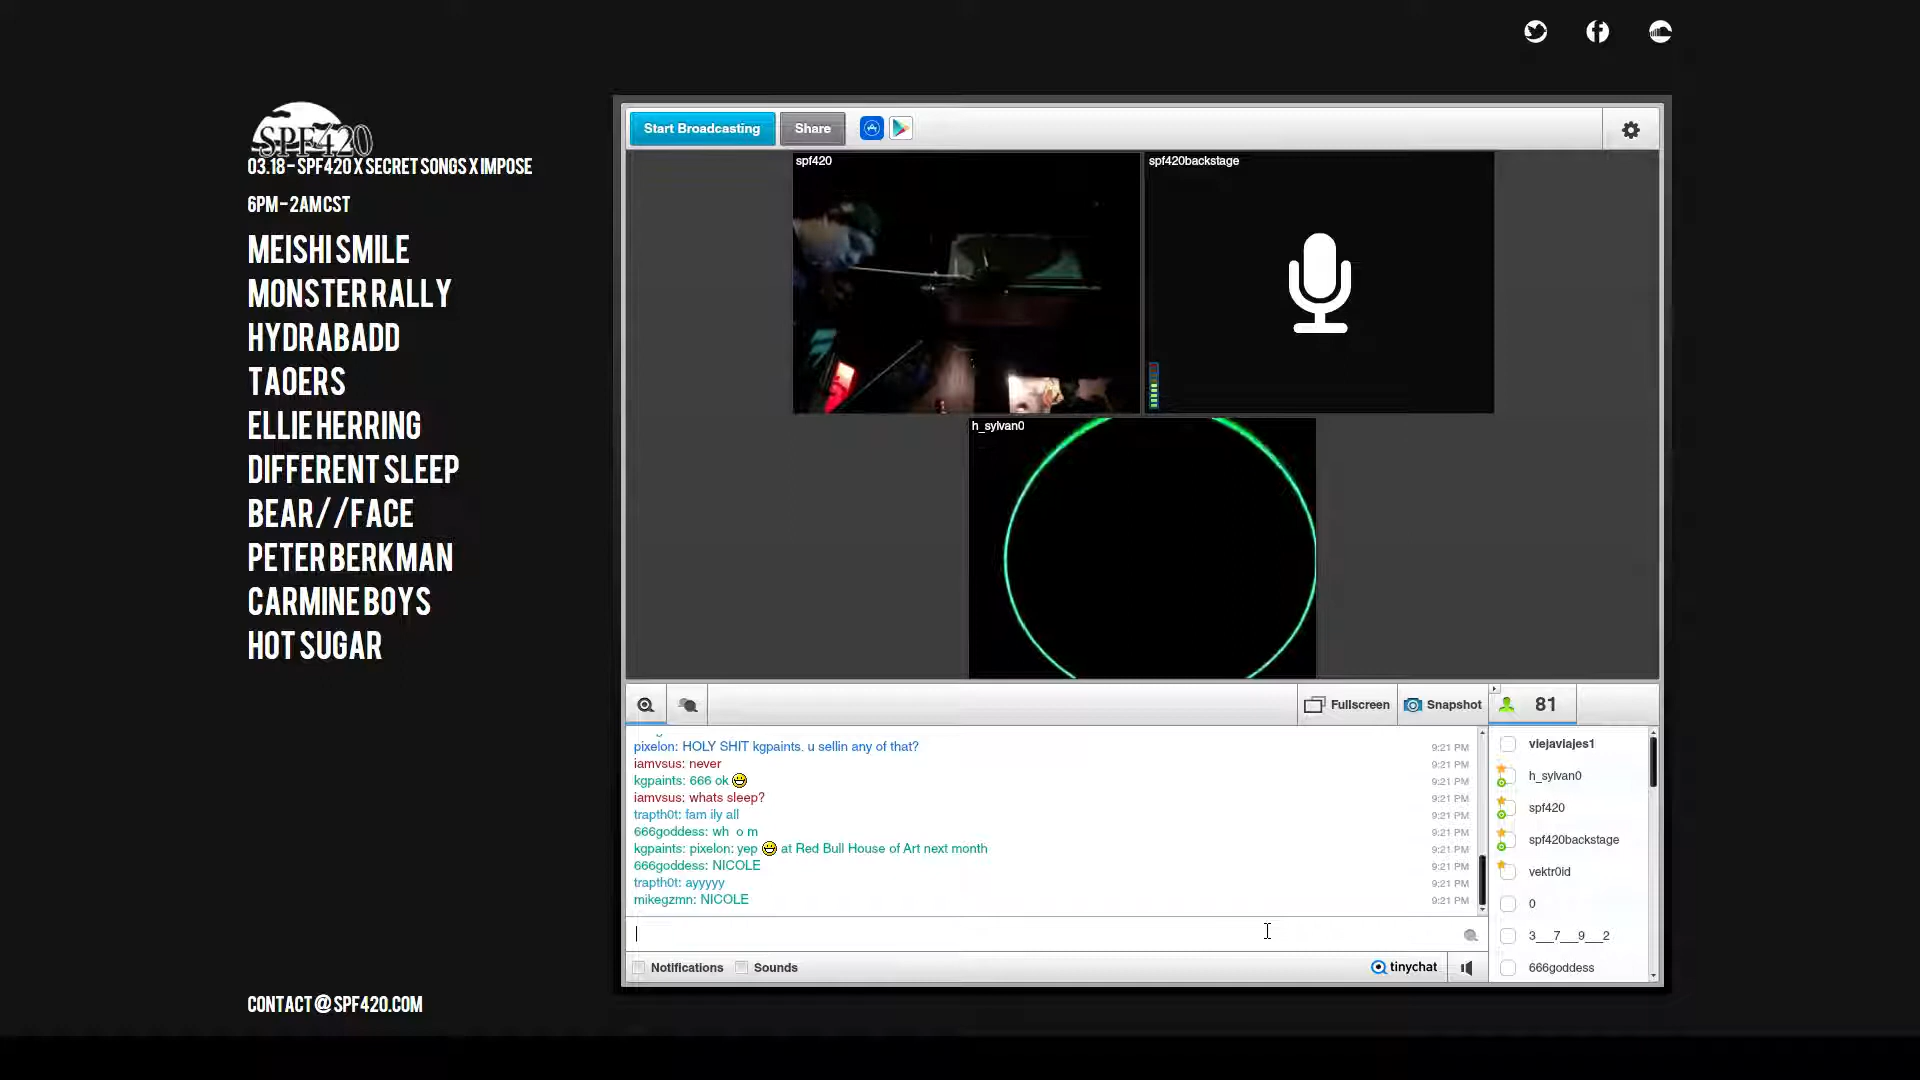 SPF420
03.18 - SPF420 X SECRET SONGS X IMPOSE
6PM - 2AM CST
MEISHI SMILE
MONSTER RALLY
HYDRABADD
TAOERS
ELLIE HERRING
DIFFERENT SLEEP
BEAR//FACE
PETER BERKMAN
CARMINE BOYS
HOT SUGAR
CONTACT@SPF420.COM
Start Broadcasting
Share
spf420
spf420backstage
h_sylvan0
Fullscreen
Snapshot
81
pixelon: HOLY SHIT kgpaints. u sellin any of that? 9:21 PM
iamvsus: never 9:21 PM
kgpaints: 666 ok 9:21 PM
iamvsus: whats sleep? 9:21 PM
trapth0t: fam ily all 9:21 PM
666goddess: wh o m 9:21 PM
kgpaints: pixelon: yep at Red Bull House of Art next month 9:21 PM
666goddess: NICOLE 9:21 PM
trapth0t: ayyyyy 9:21 PM
mikegzmn: NICOLE 9:21 PM
viejaviajes1
h_sylvan0
spf420
spf420backstage
vektr0id
0
3__7__9__2
666goddess
Notifications
Sounds
tinychat